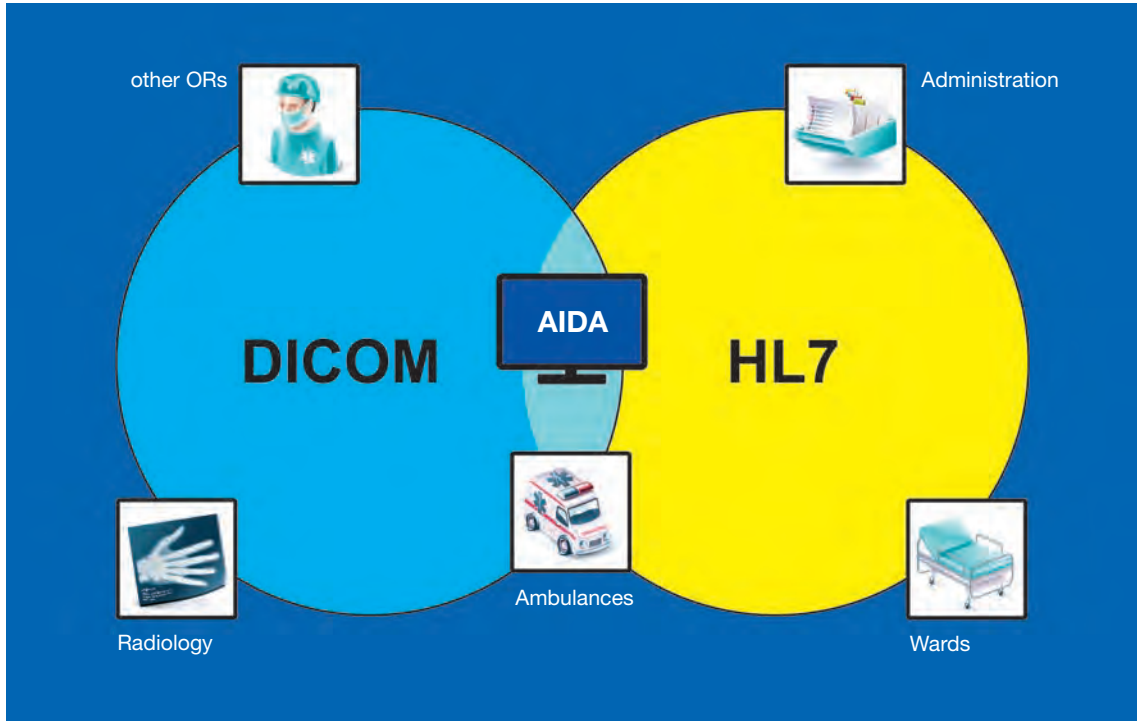 other ORs
Administration
AIDA
DICOM
HL7
Ambulances
Radiology
Wards